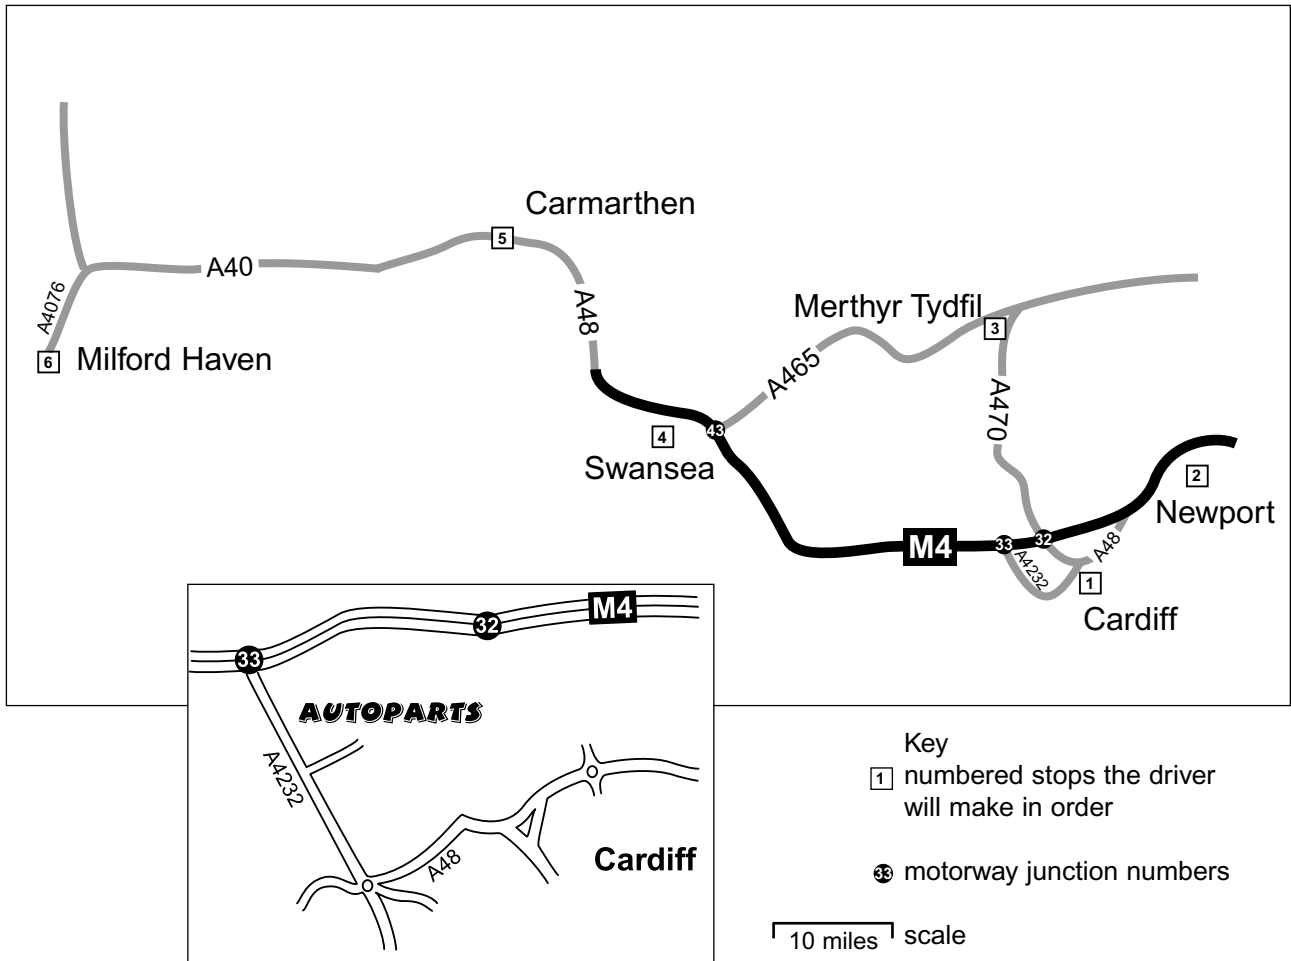 Carmarthen
5
A40
A48
A4076
6
Milford Haven
Merthyr Tydfil
3
A465
A470
43
4
Swansea
2
Newport
M4
33
32
A48
A4232
1
Cardiff
M4
32
33
AUTOPARTS
A4232
A48
Cardiff
Key
1
numbered stops the driver
will make in order
33
motorway junction numbers
10 miles
scale